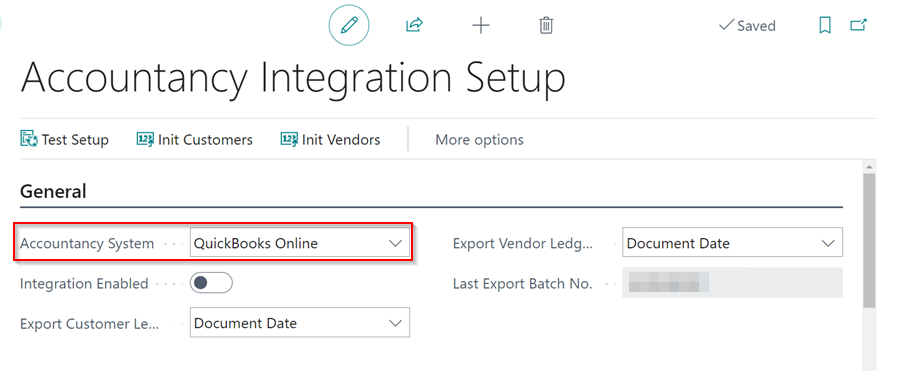 Saved
Accountancy Integration Setup
Test Setup Init Customers Init Vendors More options
General
Accountancy System QuickBooks Online
Export Vendor Ledg... Document Date
Integration Enabled
Last Export Batch No.
Export Customer Le... Document Date